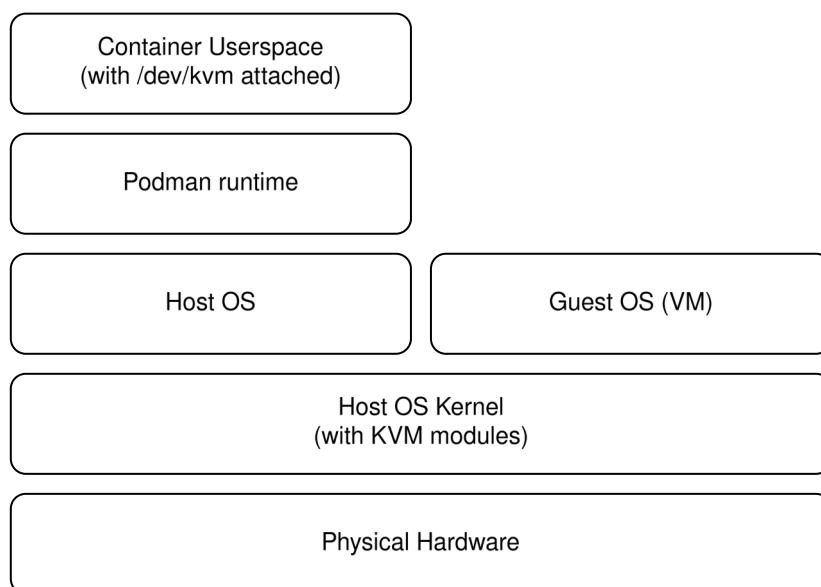 Container Userspace
(with /dev/kvm attached)
Podman runtime
Host OS
Guest OS (VM)
Host OS Kernel
(with KVM modules)
Physical Hardware